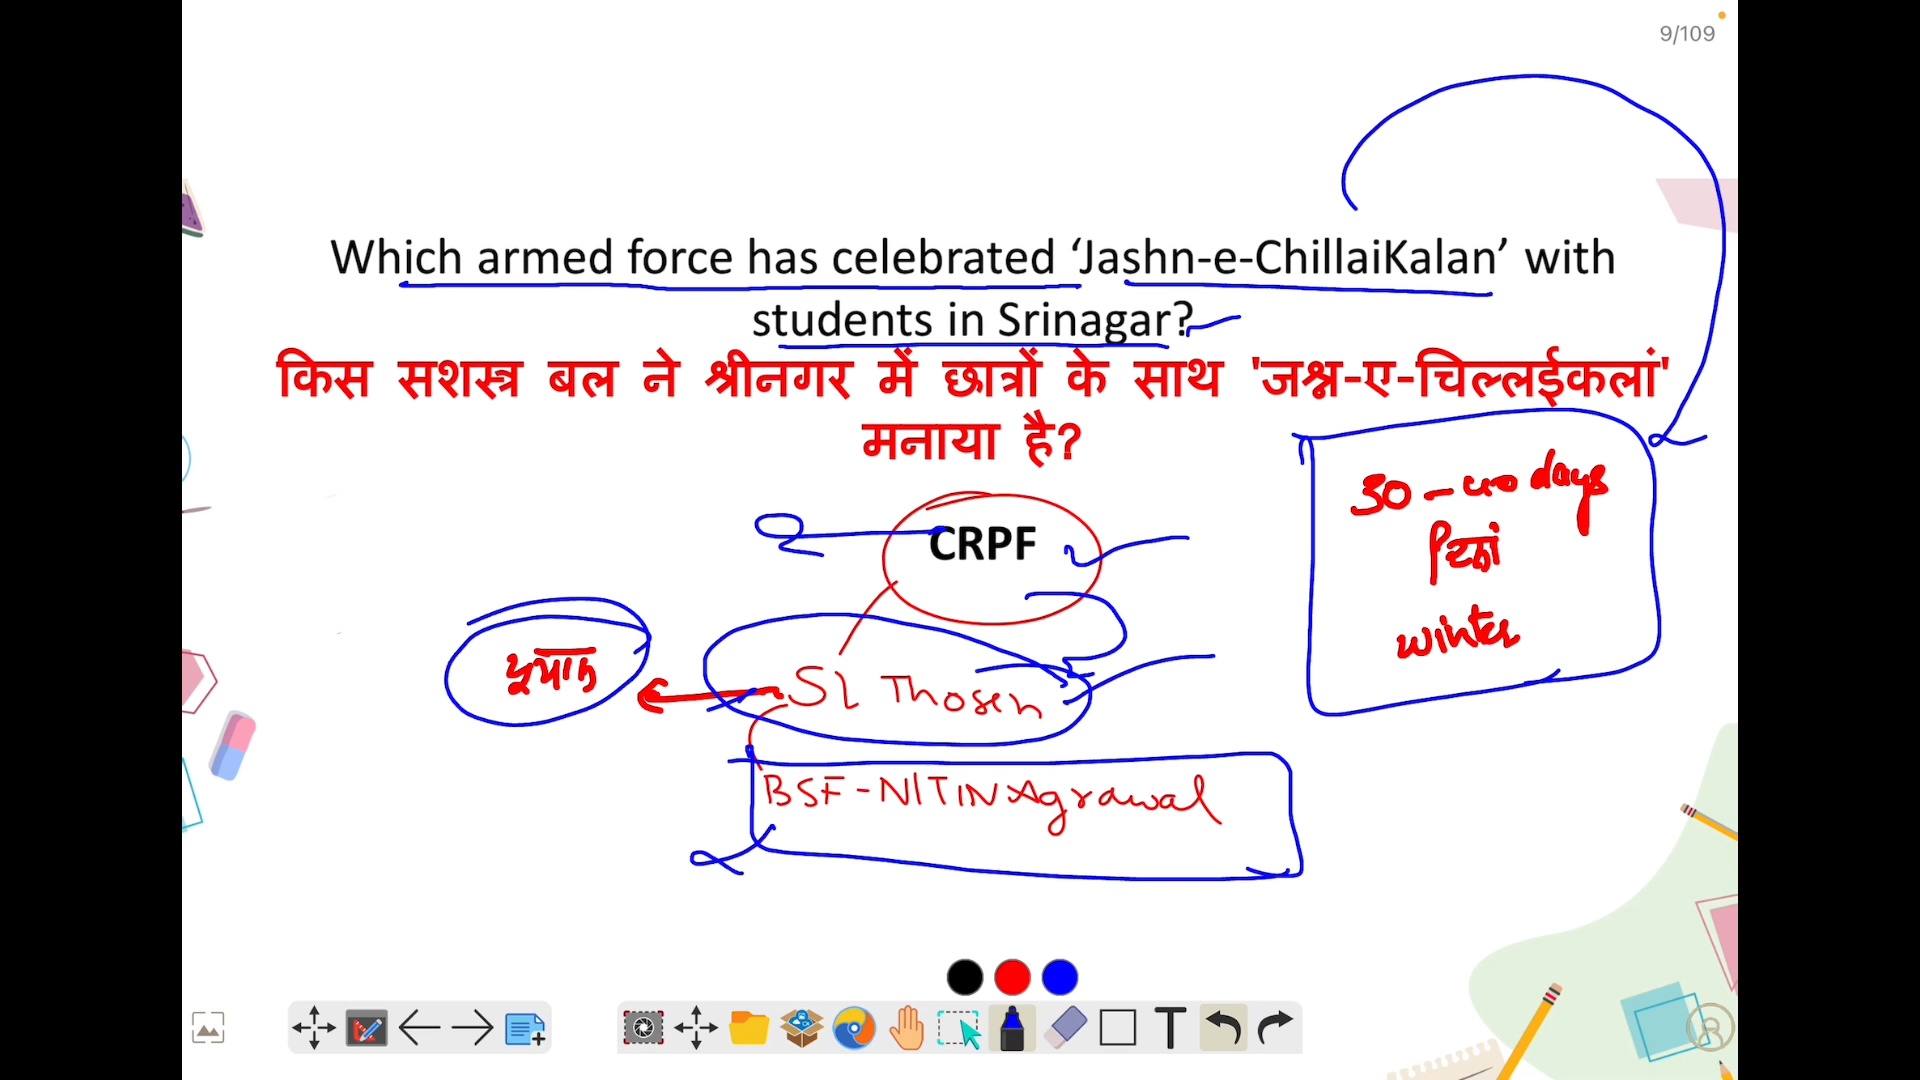 9/109
Which armed force has celebrated ‘Jashn-e-ChillaiKalan’ with
students in Srinagar?
किस सशस्त्र बल ने श्रीनगर में छात्रों के साथ 'जश्न-ए-चिल्लईकलां'
मनाया है?
30-40 days
winter
CRPF
SL Thosen
BSF-NITIN Agrawal
T